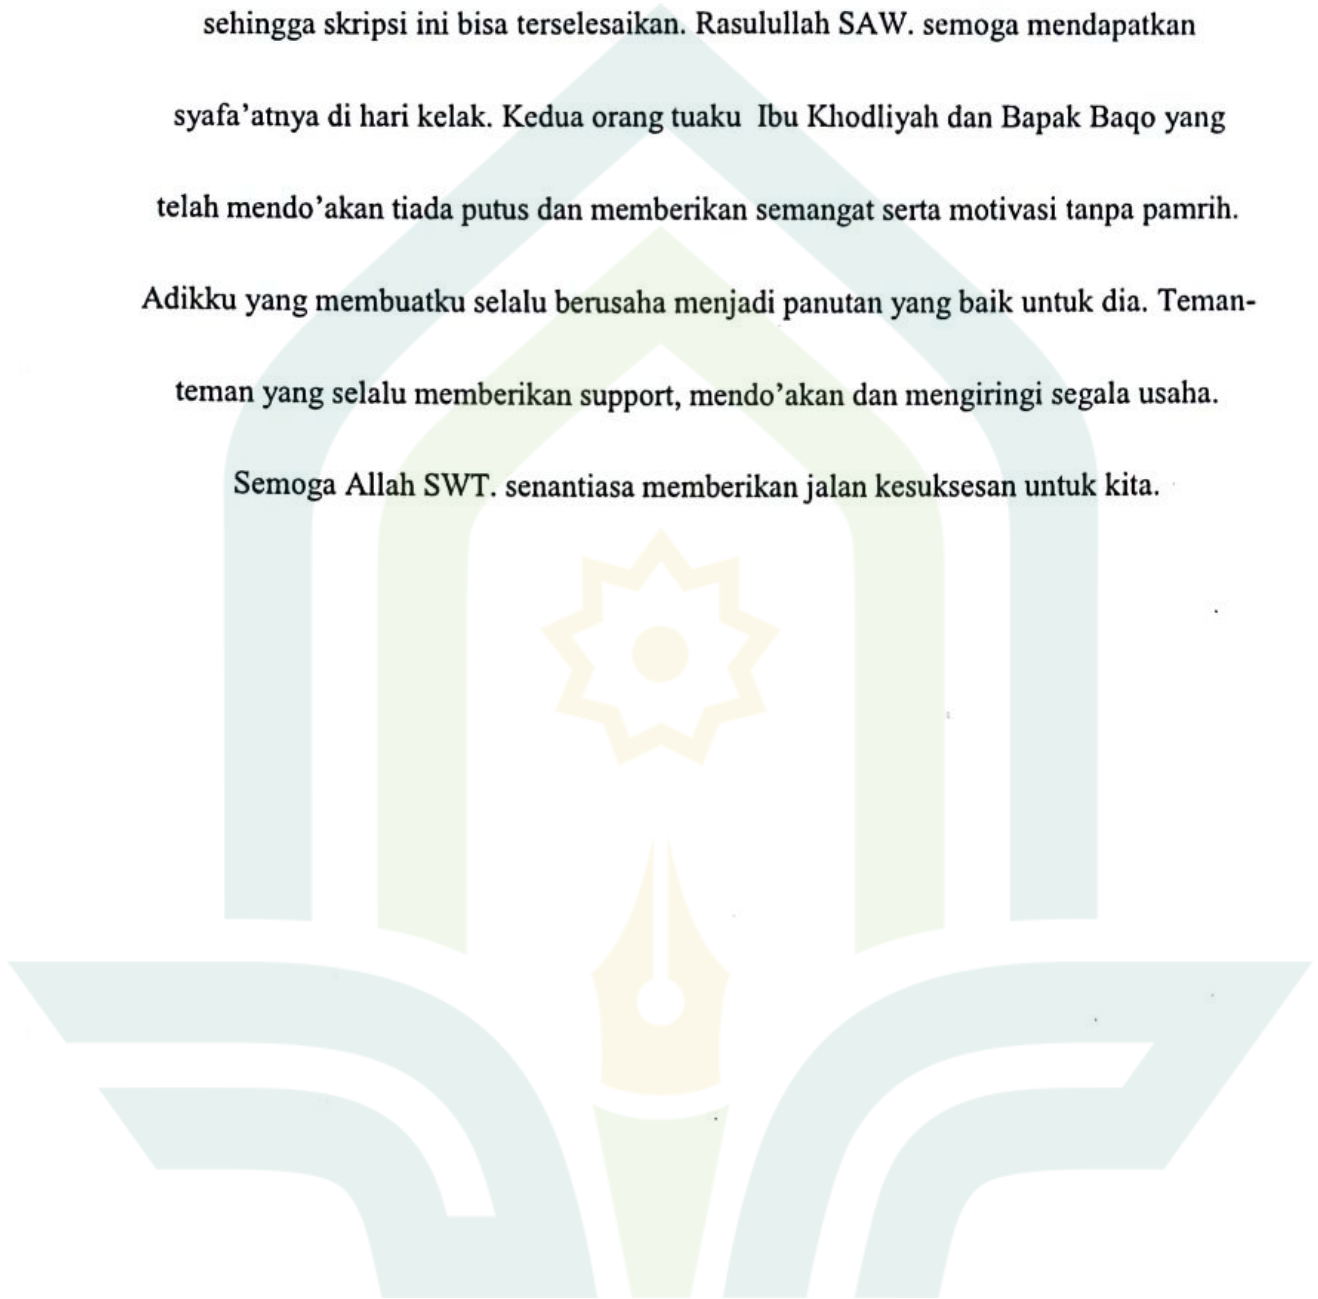 sehingga skripsi ini bisa terselesaikan. Rasulullah SAW. semoga mendapatkan
syafa’atnya di hari kelak. Kedua orang tuaku  Ibu Khodliyah dan Bapak Baqo yang
telah mendo’akan tiada putus dan memberikan semangat serta motivasi tanpa pamrih.
Adikku yang membuatku selalu berusaha menjadi panutan yang baik untuk dia. Teman-
teman yang selalu memberikan support, mendo’akan dan mengiringi segala usaha.
Semoga Allah SWT. senantiasa memberikan jalan kesuksesan untuk kita.